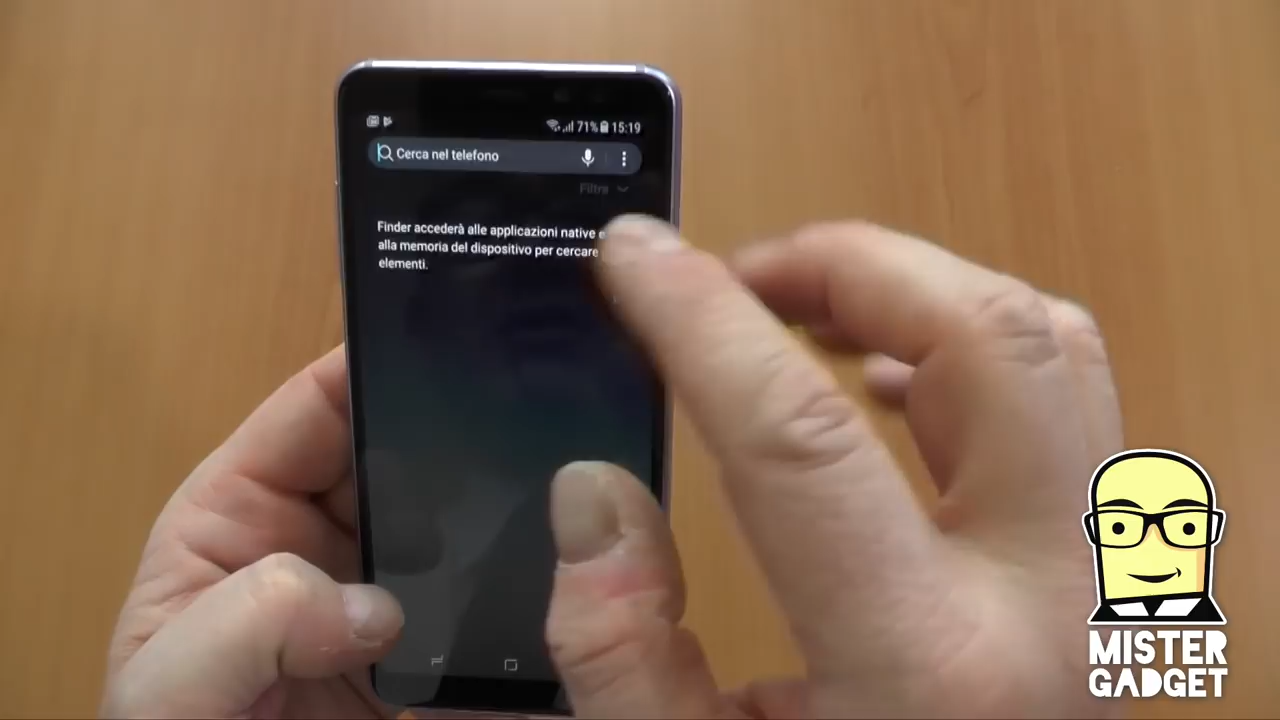 71% 15:19
Cerca nel telefono
Filtra
Finder accederà alle applicazioni native
alla memoria del dispositivo per cercare
elementi.
MISTER
GADGET